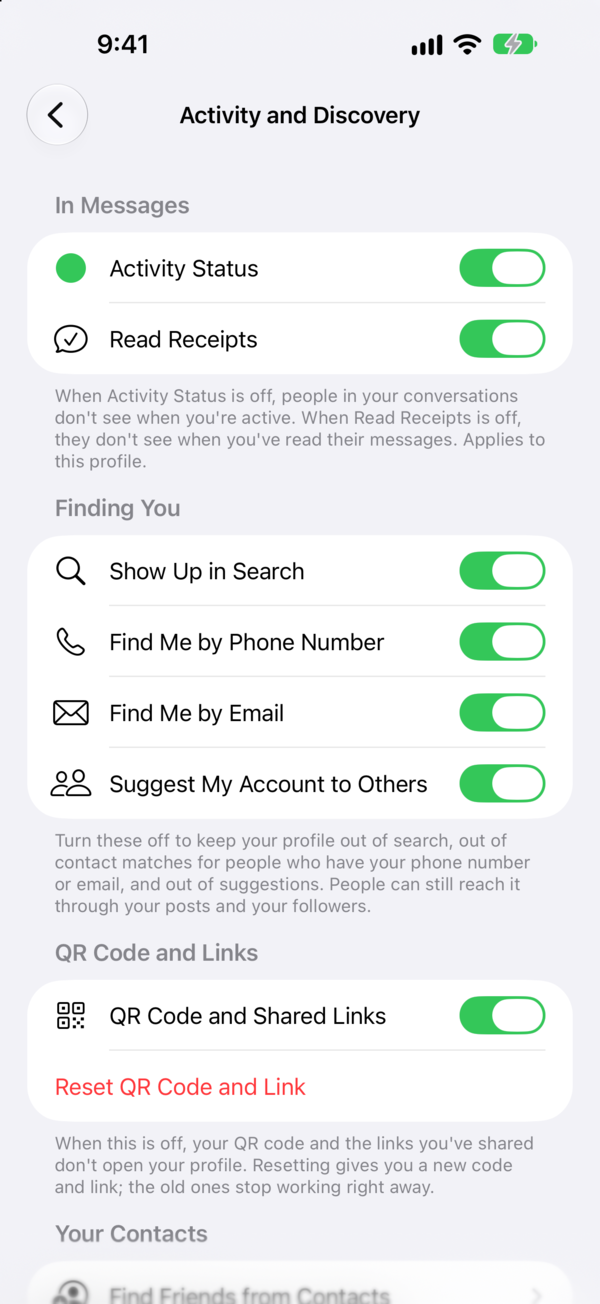 9:41
Activity and Discovery
In Messages
Activity Status
Read Receipts
When Activity Status is off, people in your conversations
don't see when you're active. When Read Receipts is off,
they don't see when you've read their messages. Applies to
this profile.
Finding You
Show Up in Search
Find Me by Phone Number
Find Me by Email
Suggest My Account to Others
Turn these off to keep your profile out of search, out of
contact matches for people who have your phone number
or email, and out of suggestions. People can still reach it
through your posts and your followers.
QR Code and Links
QR Code and Shared Links
Reset QR Code and Link
When this is off, your QR code and the links you've shared
don't open your profile. Resetting gives you a new code
and link; the old ones stop working right away.
Your Contacts
Find Friends from Contacts